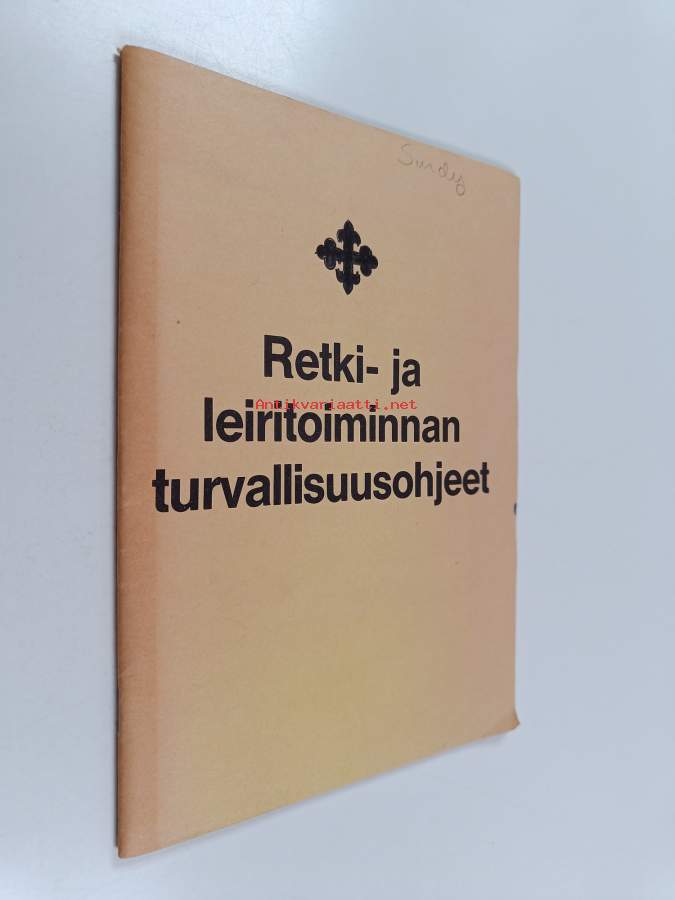 Retki- ja
Antikvariaatti.net
leiritoiminnan
turvallisuusohjeet